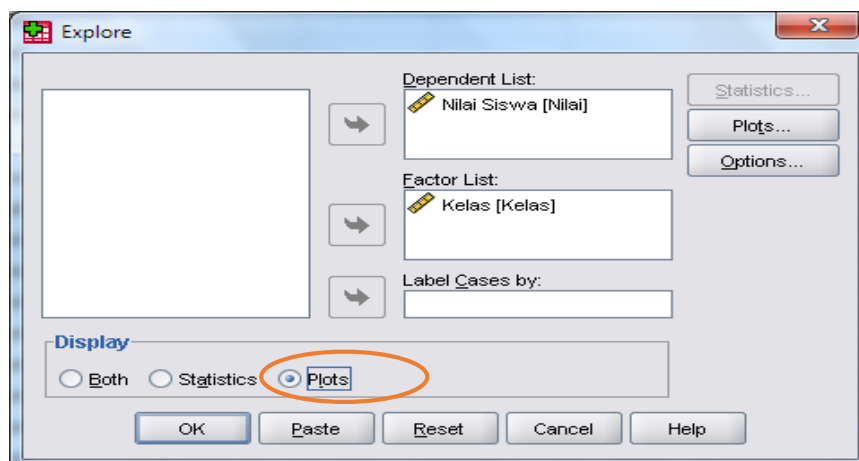 Explore
Dependent List:
Nilai Siswa [Nilai]
Statistics...
Plots...
Options...
Factor List:
Kelas [Kelas]
Label Cases by:
Display
Both Statistics Plots
OK Paste Reset Cancel Help